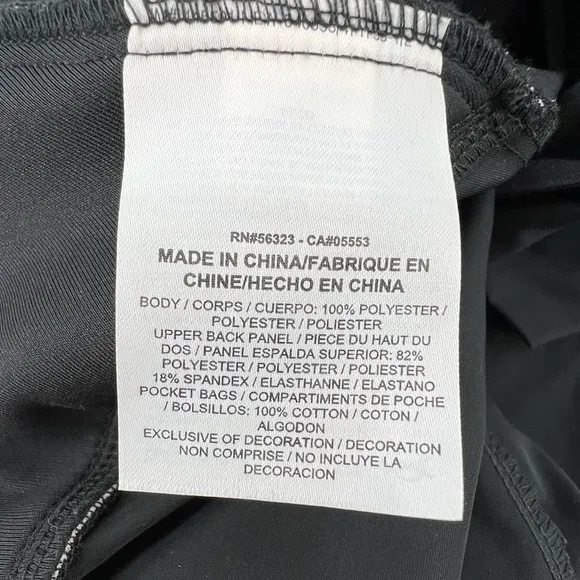 RN#56323 - CA#05553
MADE IN CHINA/FABRIQUE EN
CHINE/HECHO EN CHINA
BODY / CORPS / CUERPO: 100% POLYESTER /
POLYESTER / POLIESTER
UPPER BACK PANEL / PIECE DU HAUT DU
DOS / PANEL ESPALDA SUPERIOR: 82%
POLYESTER / POLYESTER / POLIESTER
18% SPANDEX / ELASTHANNE / ELASTANO
POCKET BAGS / COMPARTIMENTS DE POCHE
/ BOLSILLOS: 100% COTTON / COTON /
ALGODON
EXCLUSIVE OF DECORATION / DECORATION
NON COMPRISE / NO INCLUYE LA
DECORACION